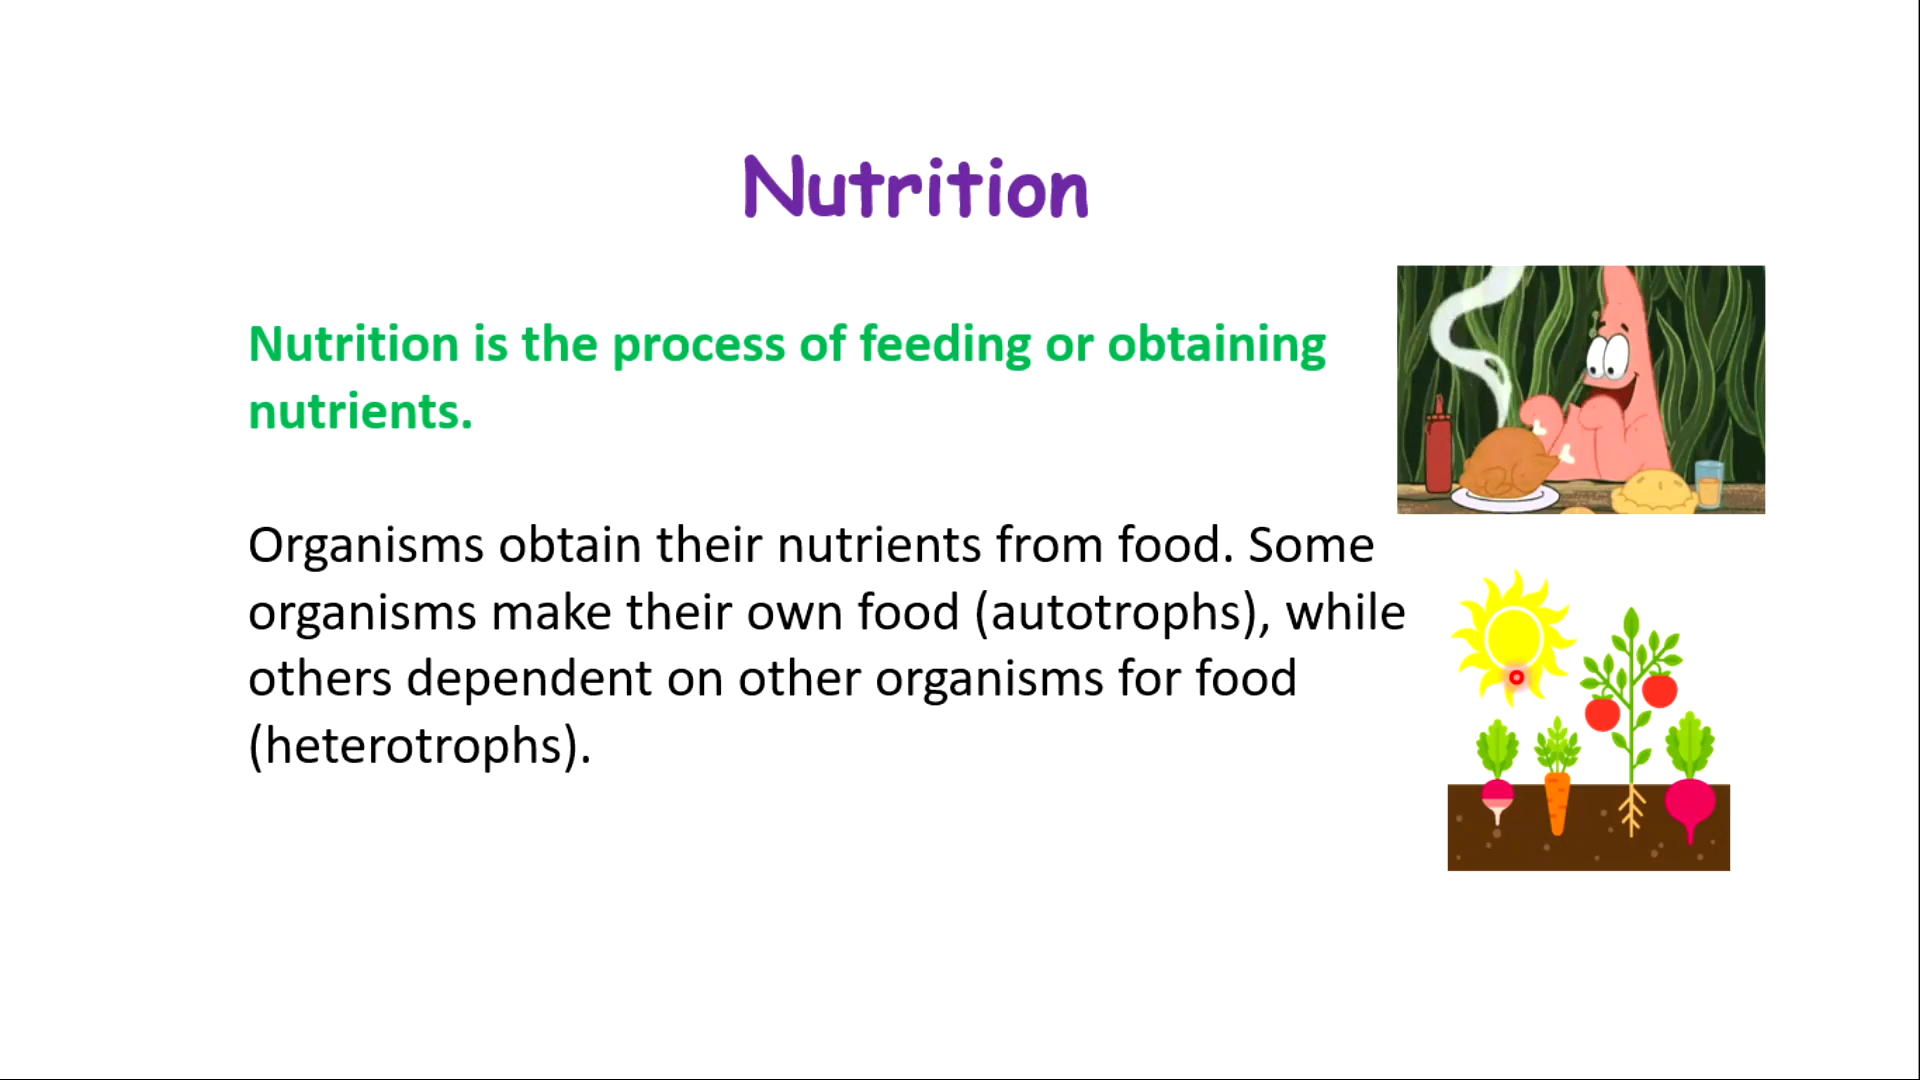 Nutrition
Nutrition is the process of feeding or obtaining
nutrients.
Organisms obtain their nutrients from food. Some
organisms make their own food (autotrophs), while
others dependent on other organisms for food
(heterotrophs).